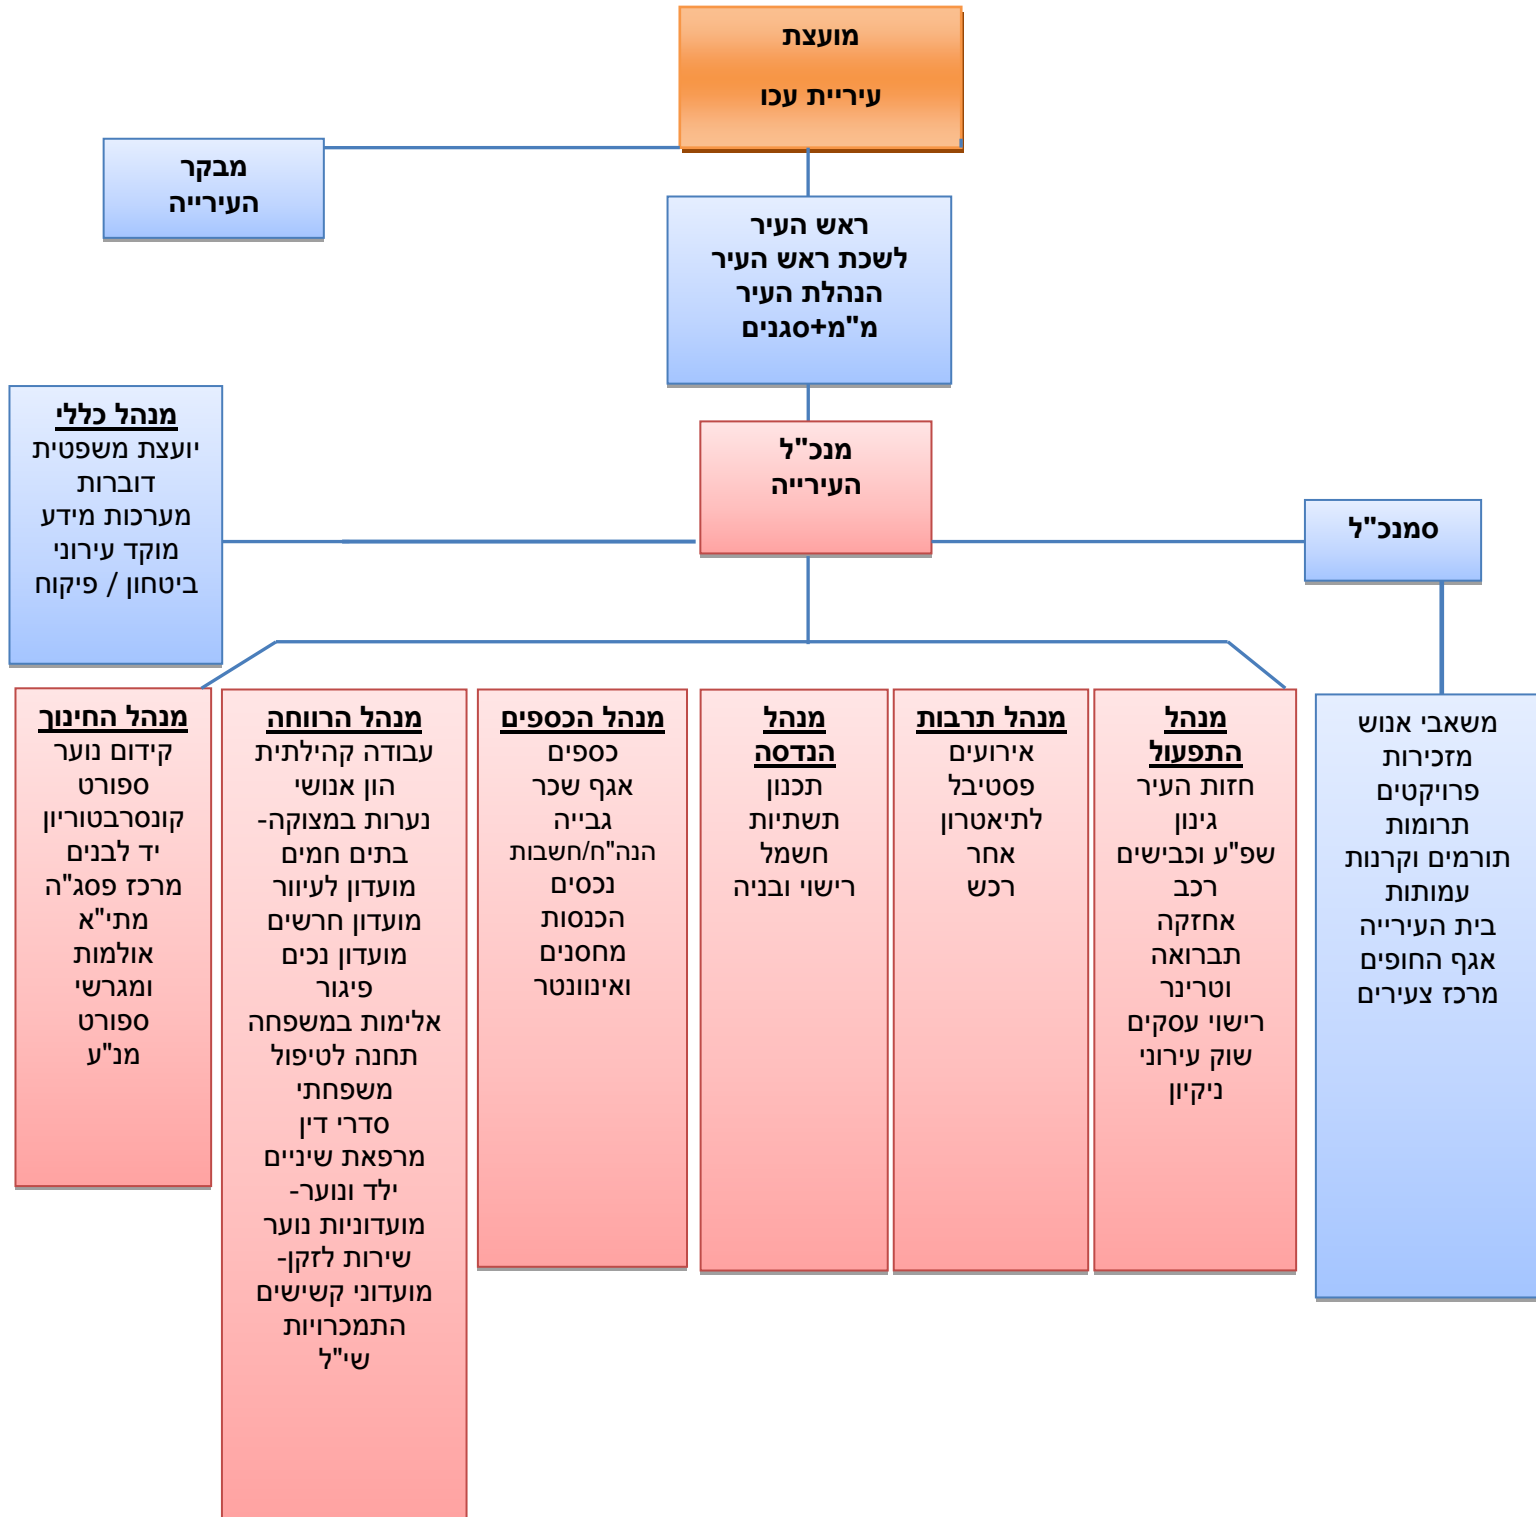 מועצת
עיריית עכו
מבקר
העירייה
ראש העיר
לשכת ראש העיר
הנהלת העיר
מ"מ+סגנים
מנכ"ל
העירייה
סמנכ"ל
מנהל כללי
יועצת משפטית
דוברות
מערכות מידע
מוקד עירוני
ביטחון / פיקוח
משאבי אנוש
מזכירות
פרויקטים
תרומות
תורמים וקרנות
עמותות
בית העירייה
אגף החופים
מרכז צעירים
מנהל
התפעול
חזות העיר
גינון
שפ"ע וכבישים
רכב
אחזקה
תברואה
וטרינר
רישוי עסקים
שוק עירוני
ניקיון
מנהל תרבות
אירועים
פסטיבל
לתיאטרון
אחר
רכש
מנהל
הנדסה
תכנון
תשתיות
חשמל
רישוי ובניה
מנהל הכספים
כספים
אגף שכר
גבייה
הנה"ח/חשבות
נכסים
הכנסות
מחסנים
ואינוונטר
מנהל הרווחה
עבודה קהילתית
הון אנושי
נערות במצוקה-
בתים חמים
מועדון לעיוור
מועדון חרשים
מועדון נכים
פיגור
אלימות במשפחה
תחנה לטיפול
משפחתי
סדרי דין
מרפאת שיניים
ילד ונוער-
מועדוניות נוער
שירות לזקן-
מועדוני קשישים
התמכרויות
שי"ל
מנהל החינוך
קידום נוער
ספורט
קונסרבטוריון
יד לבנים
מרכז פסג"ה
מתי"א
אולמות
ומגרשי
ספורט
מנ"ע